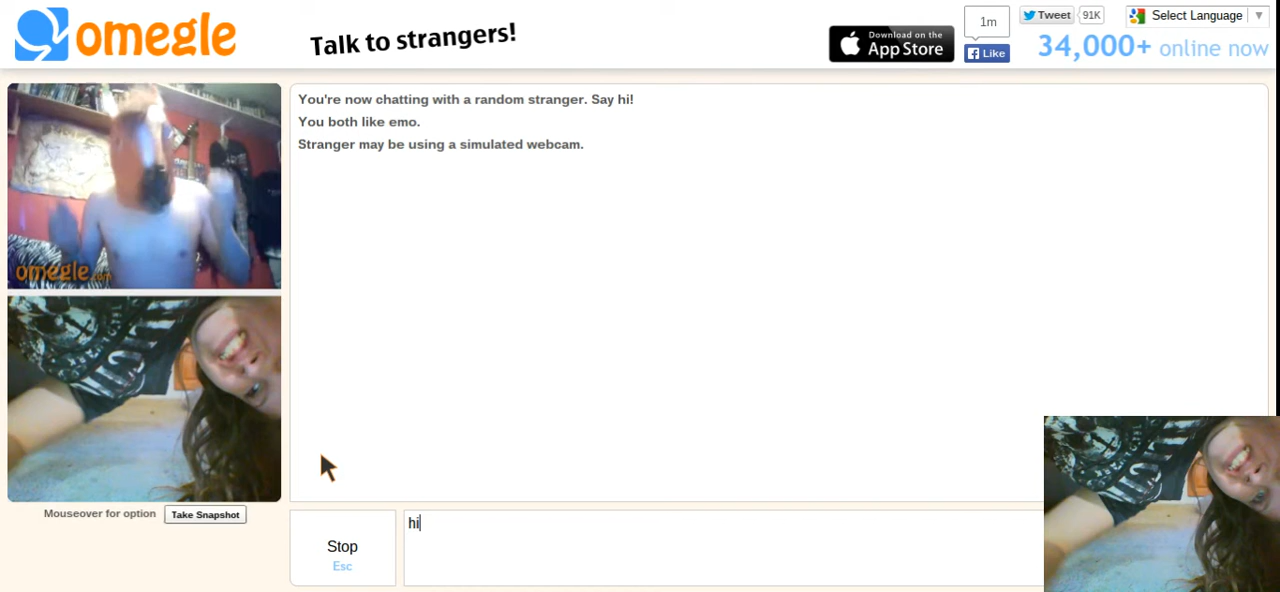 omegle
Talk to strangers!
Download on the
App Store
1m
Like
Tweet
91K
Select Language
34,000+ online now
You're now chatting with a random stranger. Say hi!
You both like emo.
Stranger may be using a simulated webcam.
omegle.com
Mouseover for option
Take Snapshot
Stop
Esc
hi